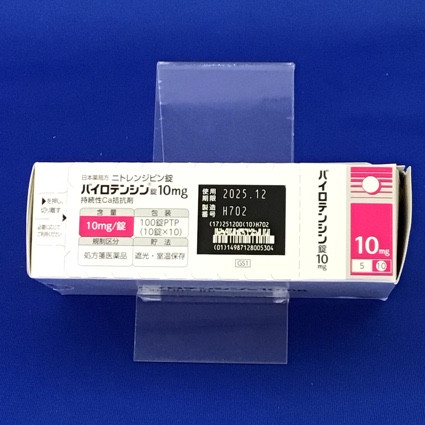 日本薬局方 ニトレンジピン錠
バイロテンシン錠10mg
持続性Ca拮抗剤
含量
包装
10mg/錠
100錠PTP
(10錠×10)
規制区分
貯法
処方箋医薬品
遮光・室温保存
使用期限 2025.12
製造番号 H702
(17)251200(10)H702
(01)14987128005304
G51
バイロテンシン錠10mg
10mg
5
10
切り離す